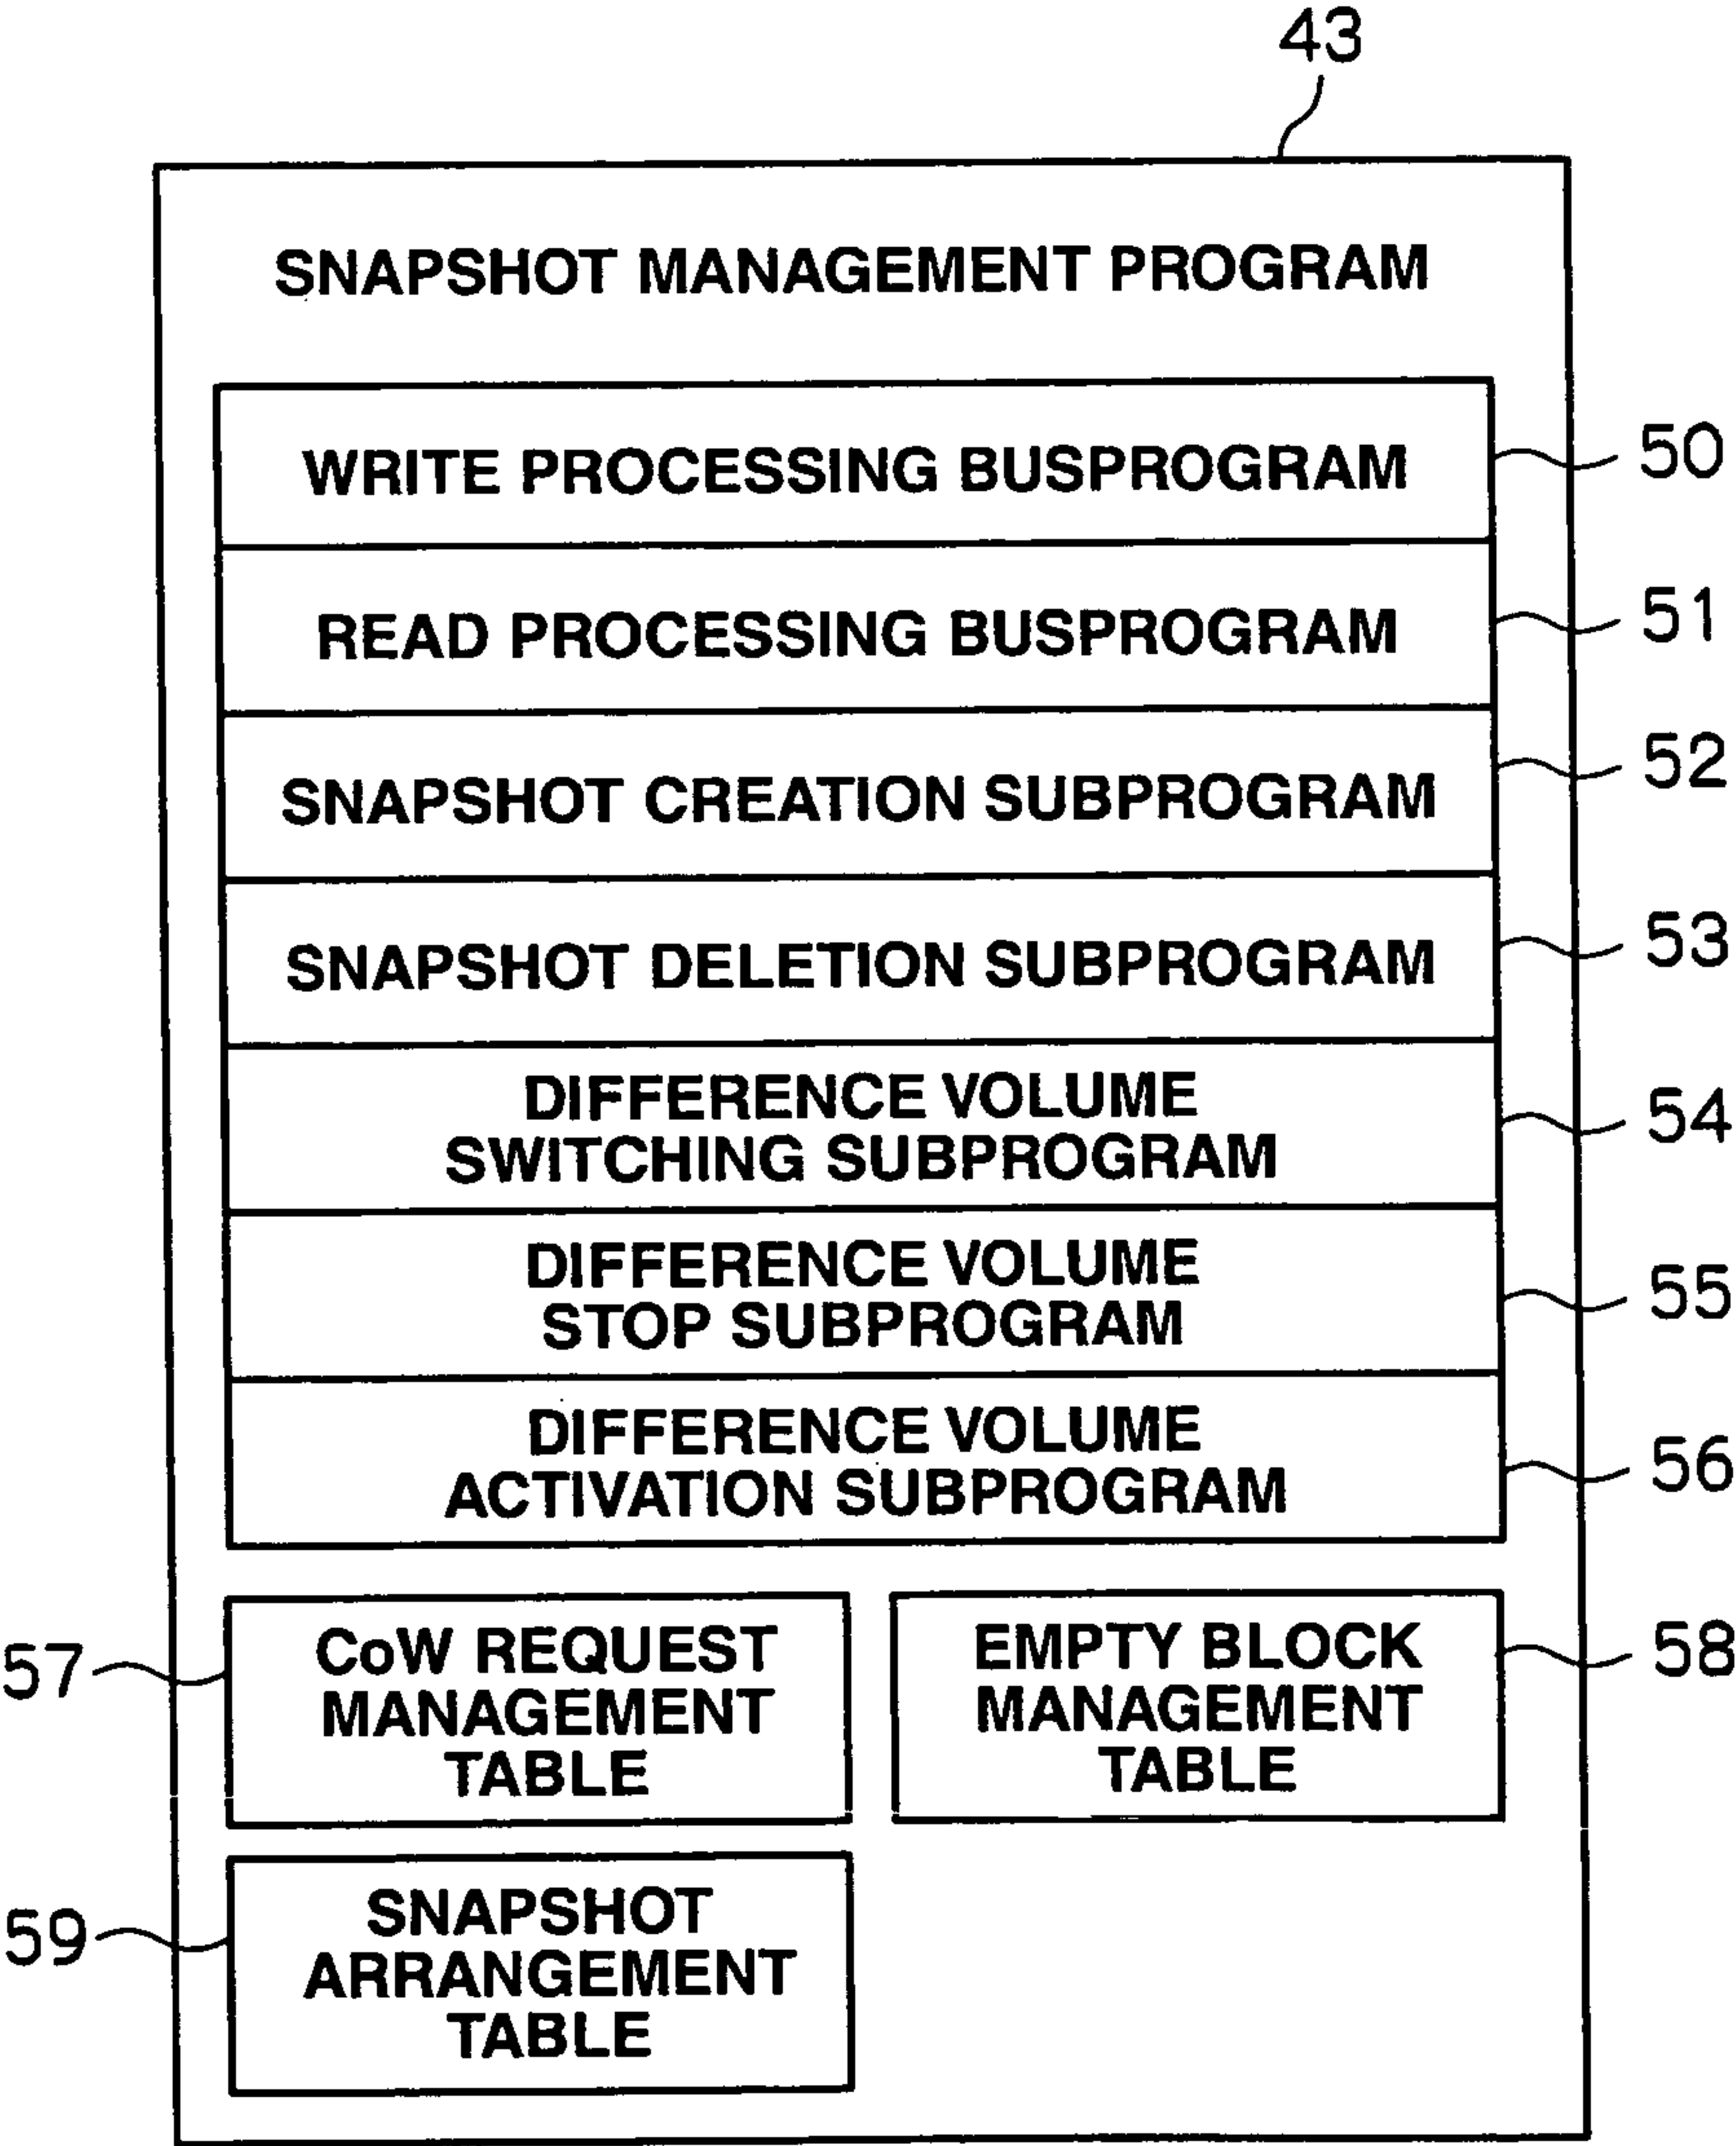 43
SNAPSHOT MANAGEMENT PROGRAM
WRITE PROCESSING BUSPROGRAM
50
READ PROCESSING BUSPROGRAM
51
SNAPSHOT CREATION SUBPROGRAM
52
SNAPSHOT DELETION SUBPROGRAM
53
DIFFERENCE VOLUME
SWITCHING SUBPROGRAM
54
DIFFERENCE VOLUME
STOP SUBPROGRAM
55
DIFFERENCE VOLUME
ACTIVATION SUBPROGRAM
56
57
CoW REQUEST
MANAGEMENT
TABLE
EMPTY BLOCK
MANAGEMENT
TABLE
58
59
SNAPSHOT
ARRANGEMENT
TABLE